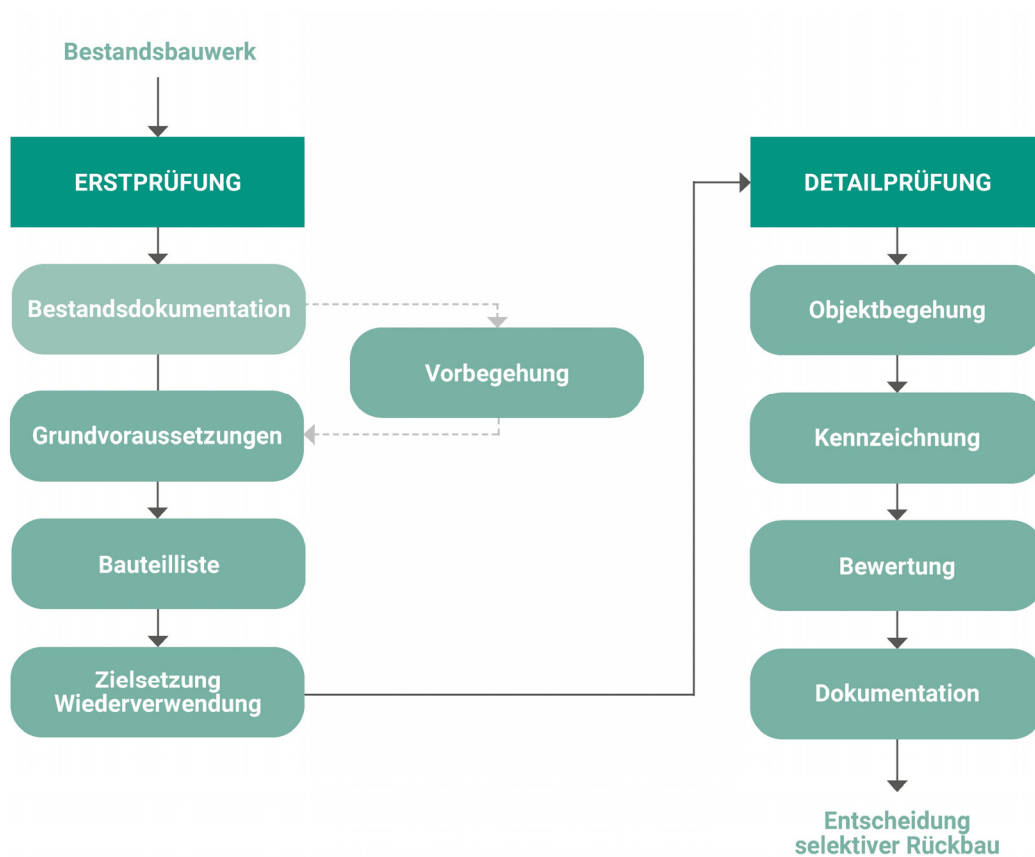 Bestandsbauwerk
ERSTPRÜFUNG
Bestandsdokumentation
Vorbegehung
Grundvoraussetzungen
Bauteilliste
Zielsetzung
Wiederverwendung
DETAILPRÜFUNG
Objektbegehung
Kennzeichnung
Bewertung
Dokumentation
Entscheidung
selektiver Rückbau